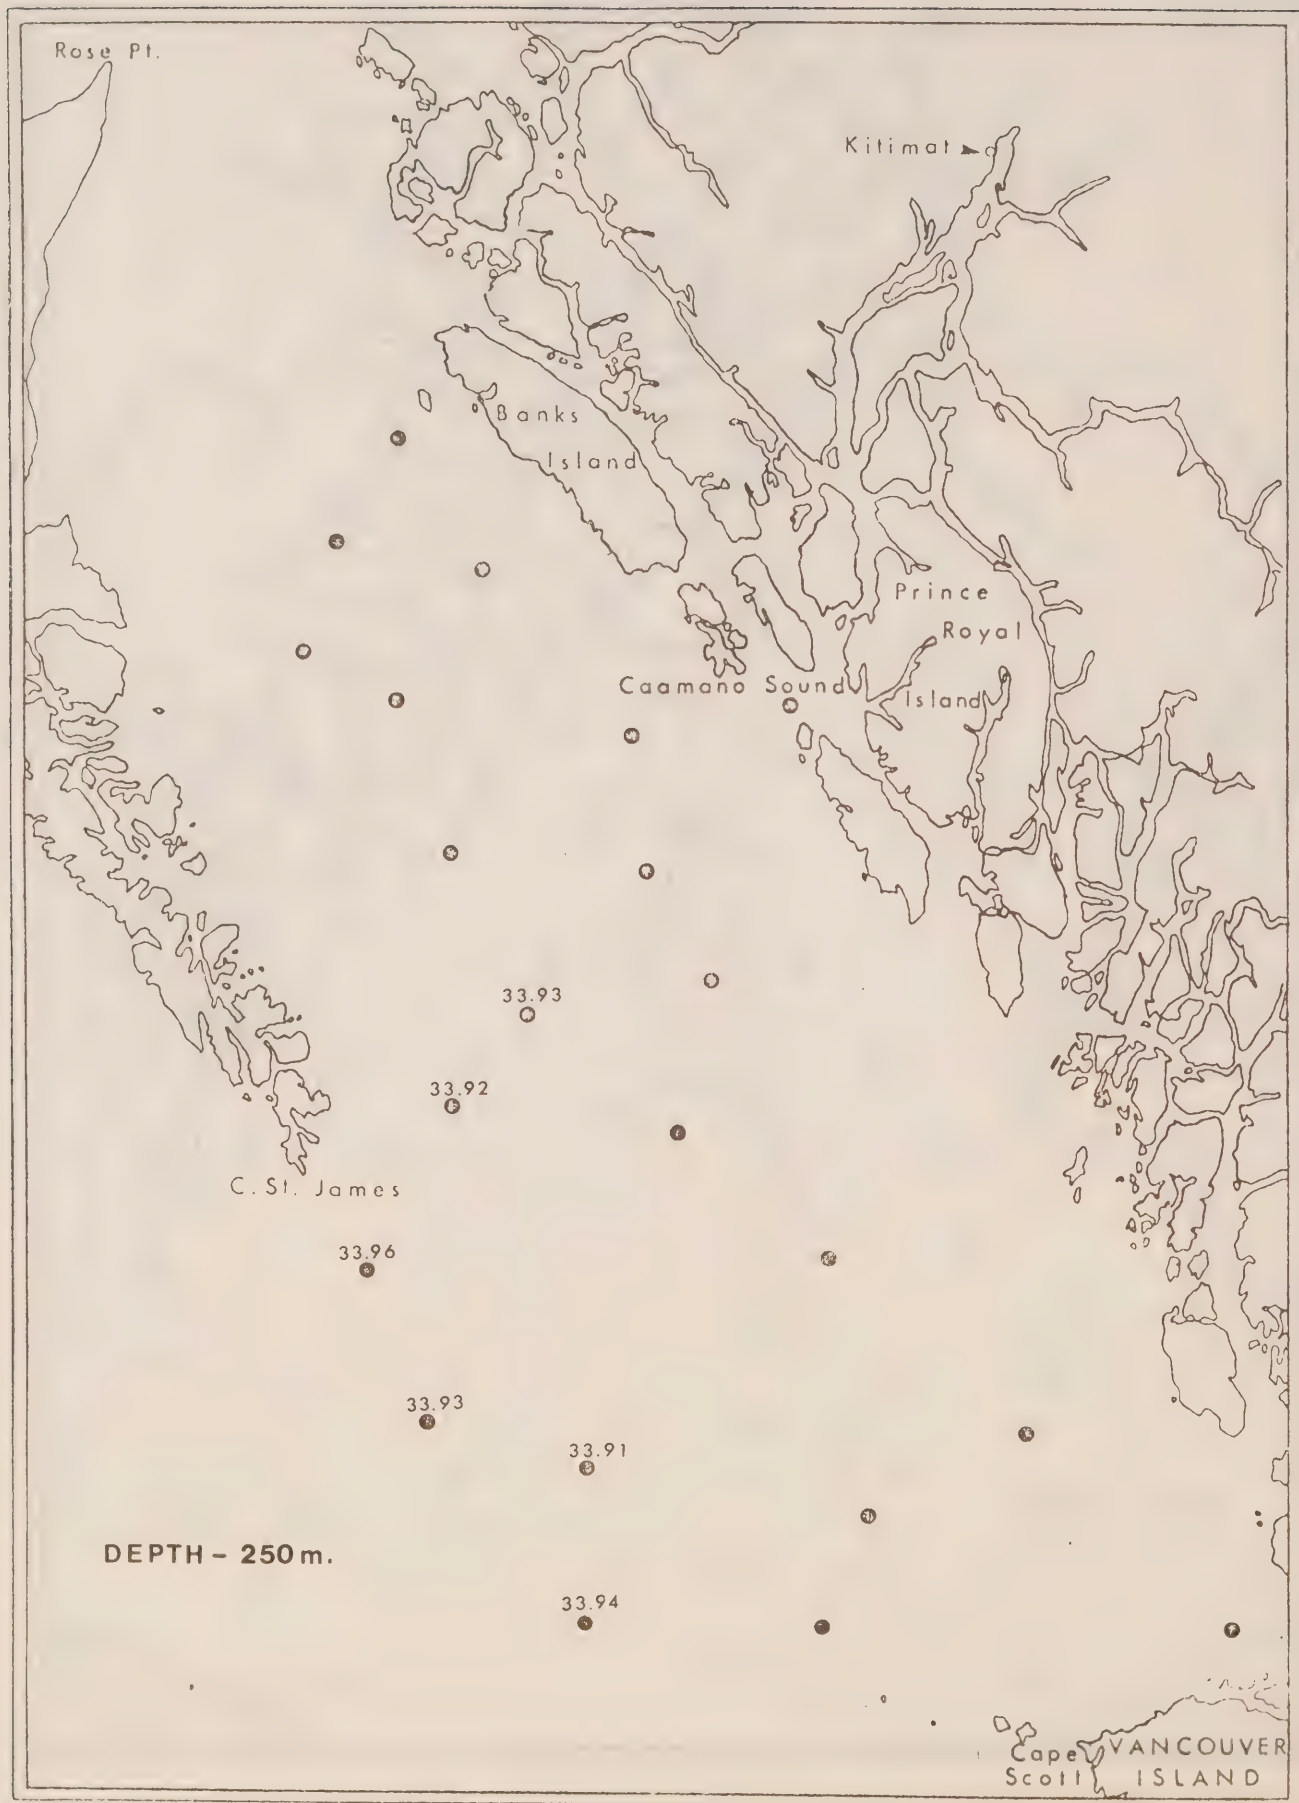 Rose Pt.
Kitimat
Banks
Island
Prince
Royal
Island
Caamano Sound
33.93
33.92
C. St. James
33.96
33.93
33.91
DEPTH - 250 m.
33.94
Cape
Scott
VANCOUVER
ISLAND